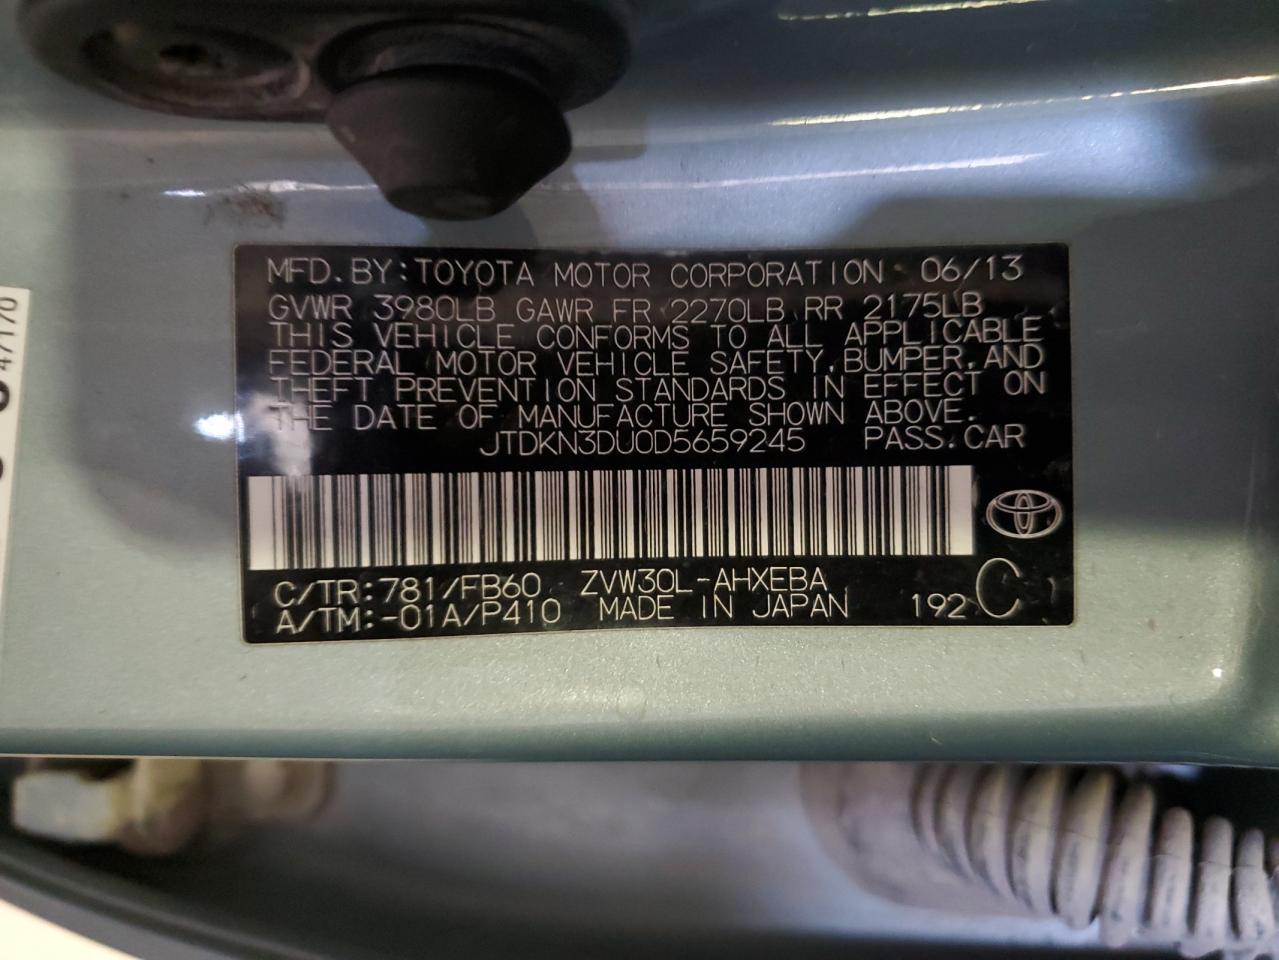 MFD.BY:TOYOTA MOTOR CORPORATION 06/13
GVWR 3980LB GAWR FR 2270LB RR 2175LB
THIS VEHICLE CONFORMS TO ALL APPLICABLE
FEDERAL MOTOR VEHICLE SAFETY,BUMPER,AND
THEFT PREVENTION STANDARDS IN EFFECT ON
THE DATE OF MANUFACTURE SHOWN ABOVE.
JTDKN3DU0D5659245 PASS.CAR
C/TR:781/FB60 ZVW30L-AHXEBA
A/TM:-01A/P410 MADE IN JAPAN 192 C
47170